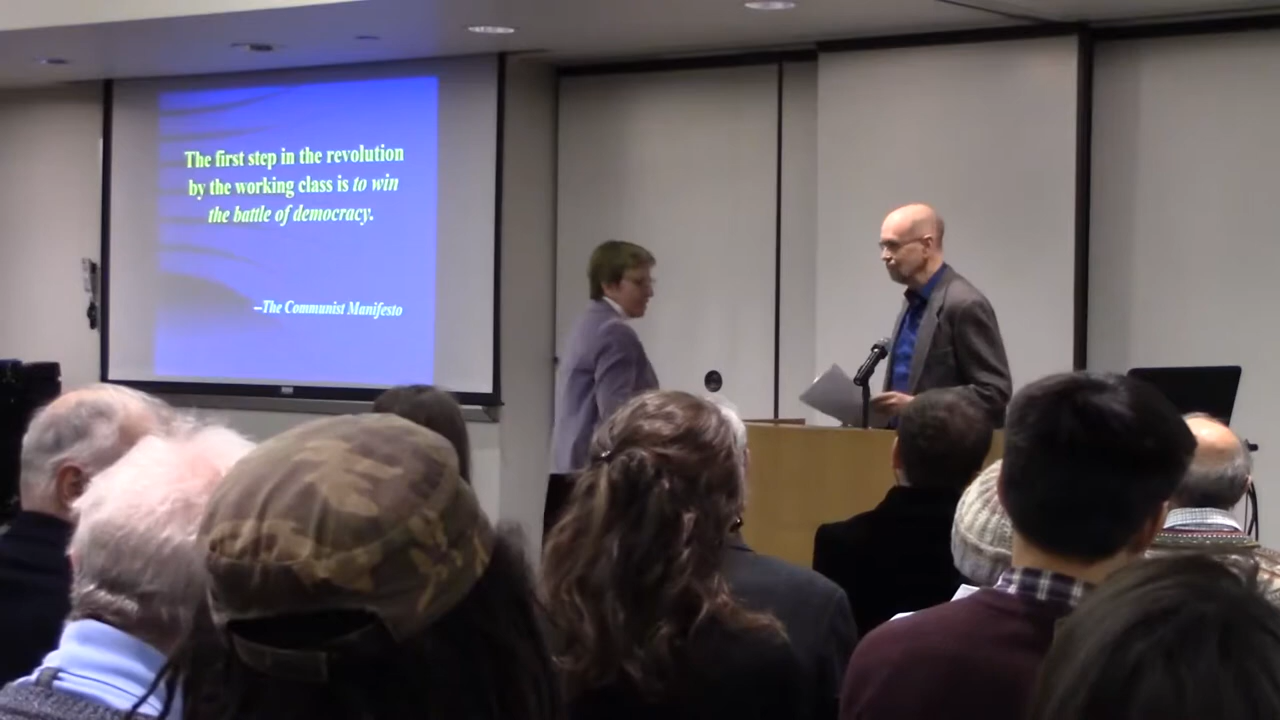 The first step in the revolution
by the working class is to win
the battle of democracy.
–The Communist Manifesto